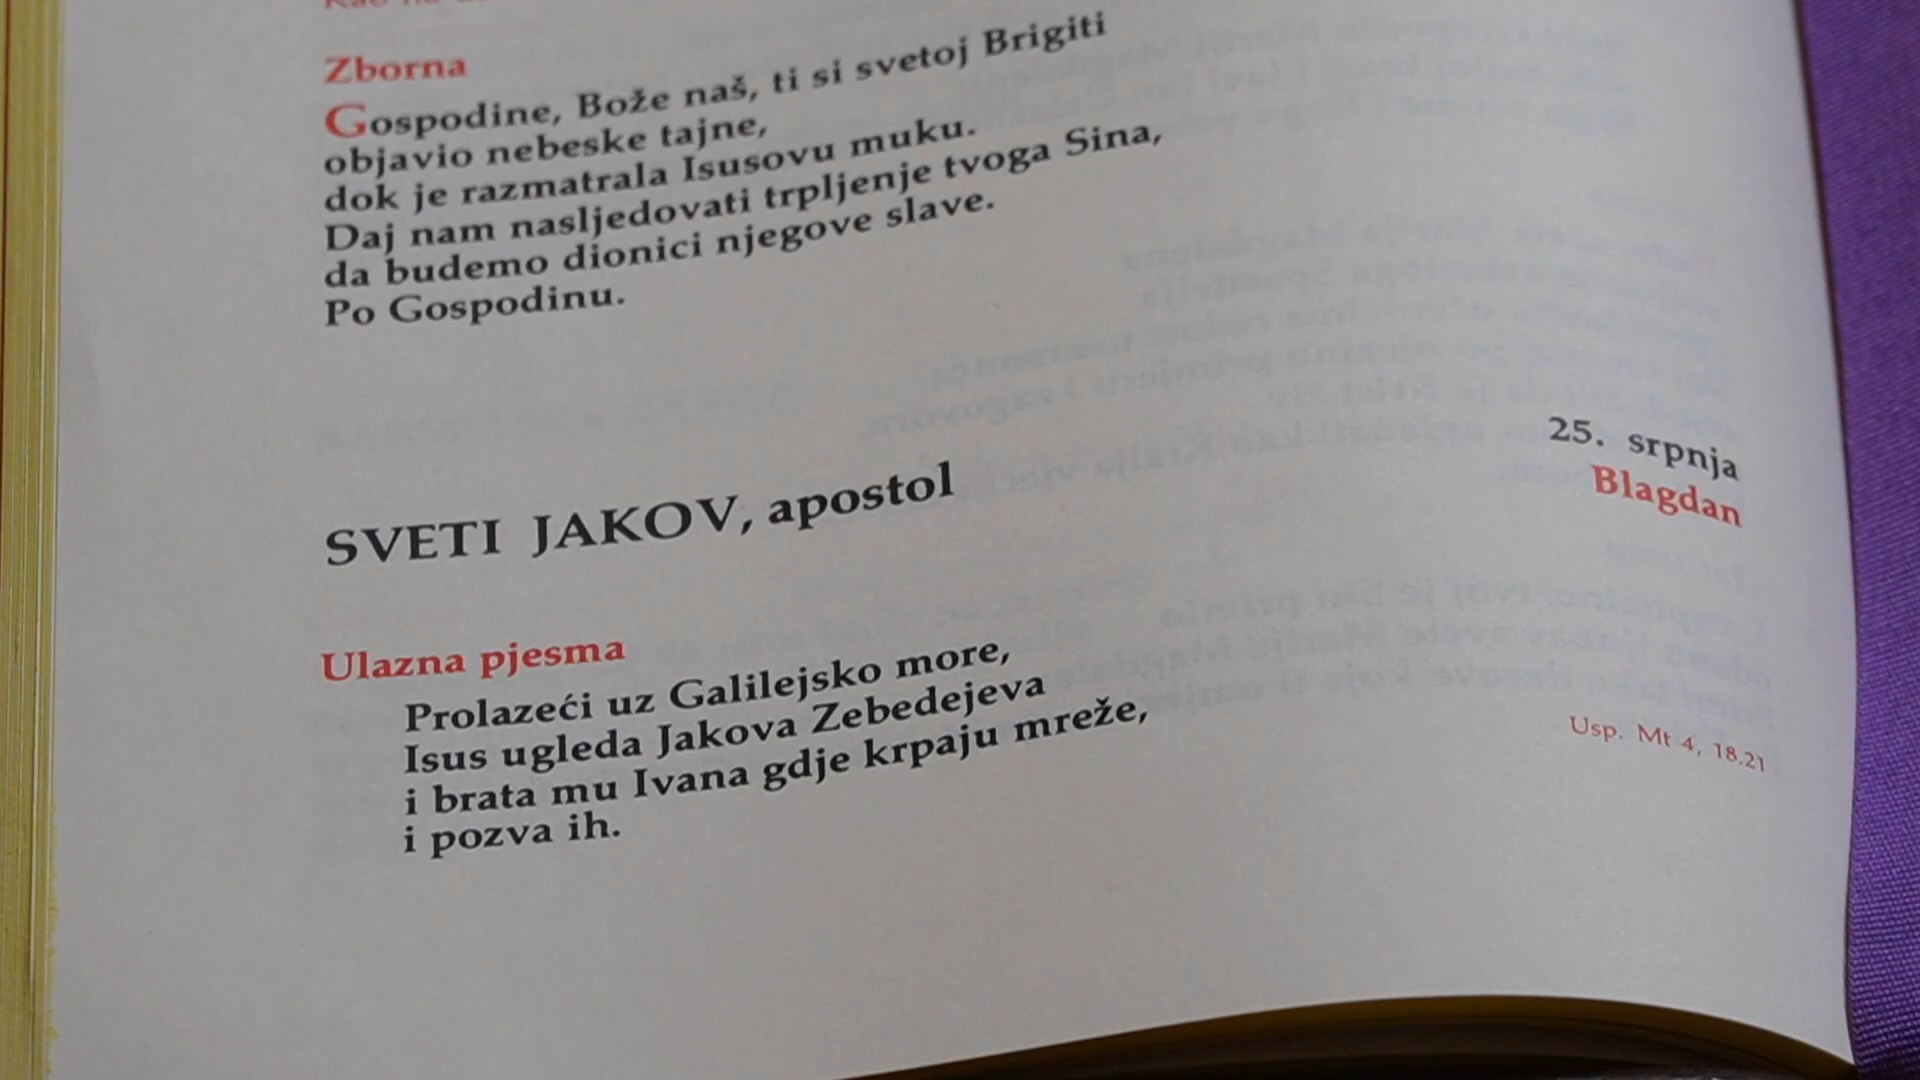 Zborna
Gospodine, Bože naš, ti si svetoj Brigiti
objavio nebeske tajne,
dok je razmatrala Isusovu muku.
Daj nam nasljedovati trpljenje tvoga Sina,
da budemo dionici njegove slave.
Po Gospodinu.
25. srpnja
Blagdan
SVETI JAKOV, apostol
Ulazna pjesma
Prolazeći uz Galilejsko more,
Isus ugleda Jakova Zebedejeva
i brata mu Ivana gdje krpaju mreže,
i pozva ih.
Usp. Mt 4, 18.21